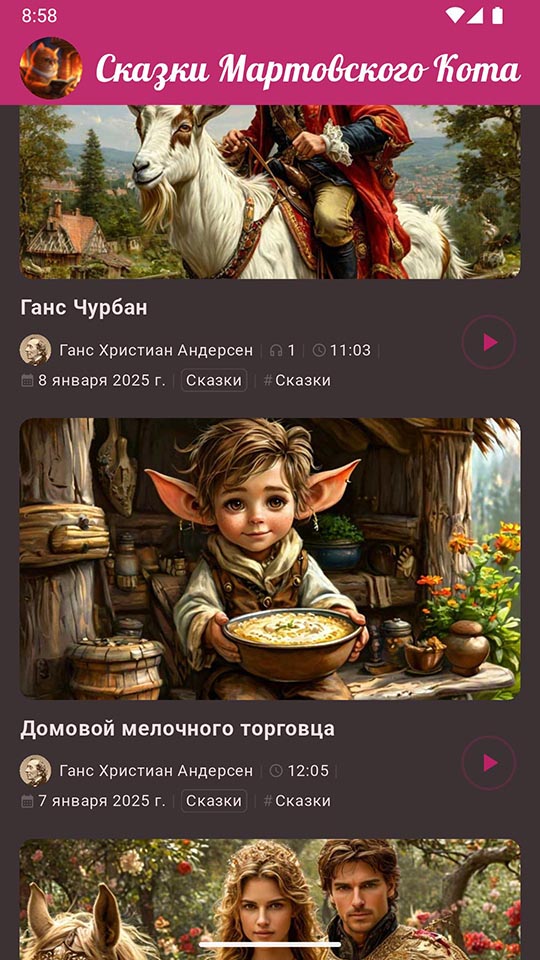 8:58
Сказки Мартовского Кота
Ганс Чурбан
Ганс Христиан Андерсен | 1 | 11:03 |
8 января 2025 г. | Сказки | #Сказки
Домовой мелочного торговца
Ганс Христиан Андерсен | 12:05 |
7 января 2025 г. | Сказки | #Сказки